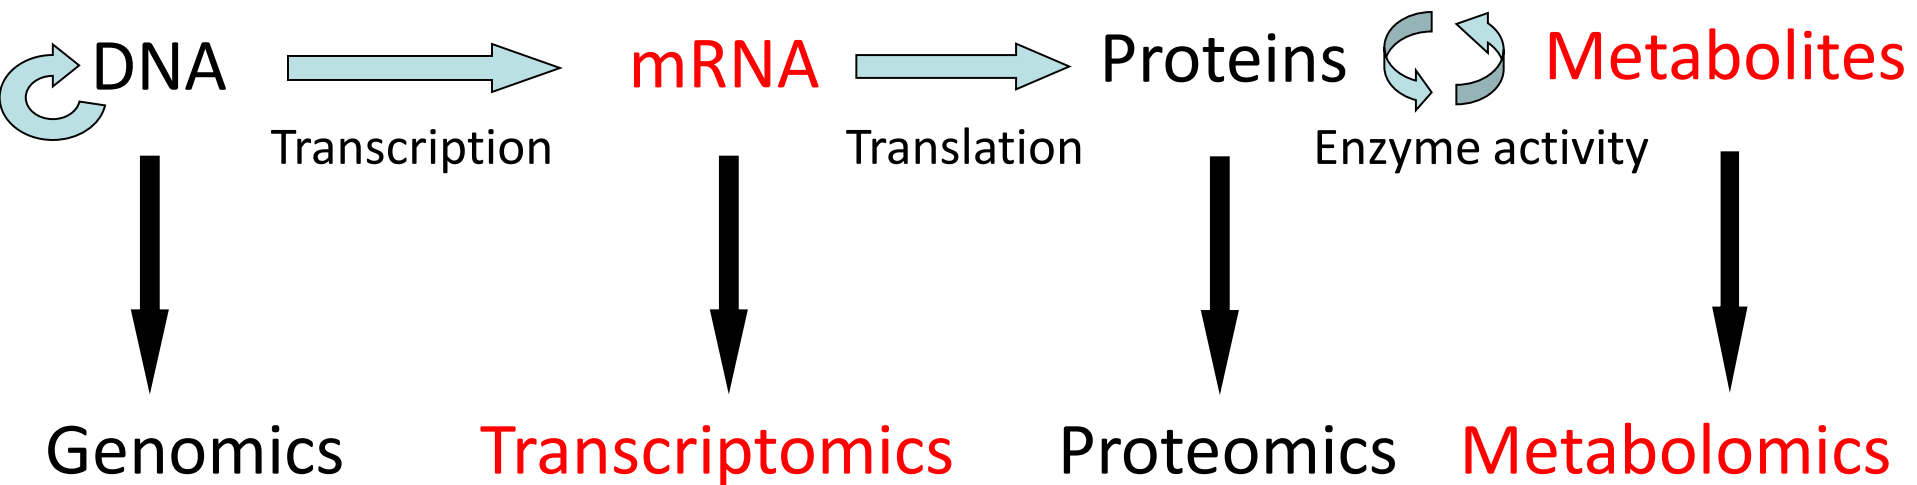 DNA mRNA Proteins Metabolites
Transcription Translation Enzyme activity
Genomics Transcriptomics Proteomics Metabolomics